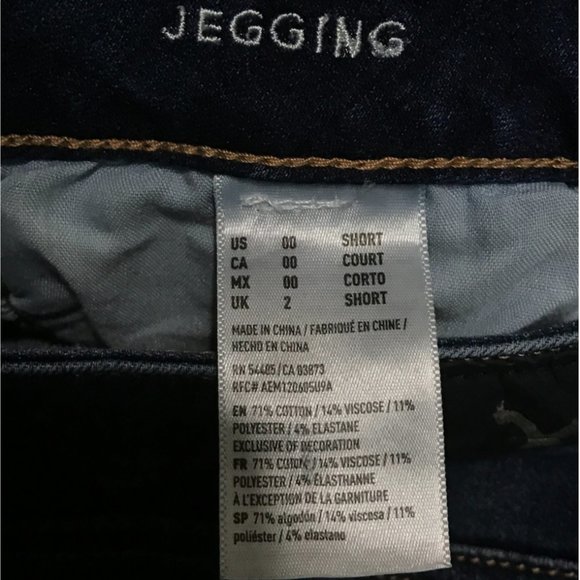 JEGGING
US 00 SHORT
CA 00 COURT
MX 00 CORTO
UK 2 SHORT
MADE IN CHINA / FABRIQUÉ EN CHINE /
HECHO EN CHINA
RN 54485/CA 03873
RFC# AEM120605U9A
EN 71% COTTON / 14% VISCOSE / 11%
POLYESTER / 4% ELASTANE
EXCLUSIVE OF DECORATION
FR 71% COTON / 14% VISCOSE / 11%
POLYESTER / 4% ÉLASTHANNE
À L'EXCEPTION DE LA GARNITURE
SP 71% algodón / 14% viscosa / 11%
poliéster / 4% elastano